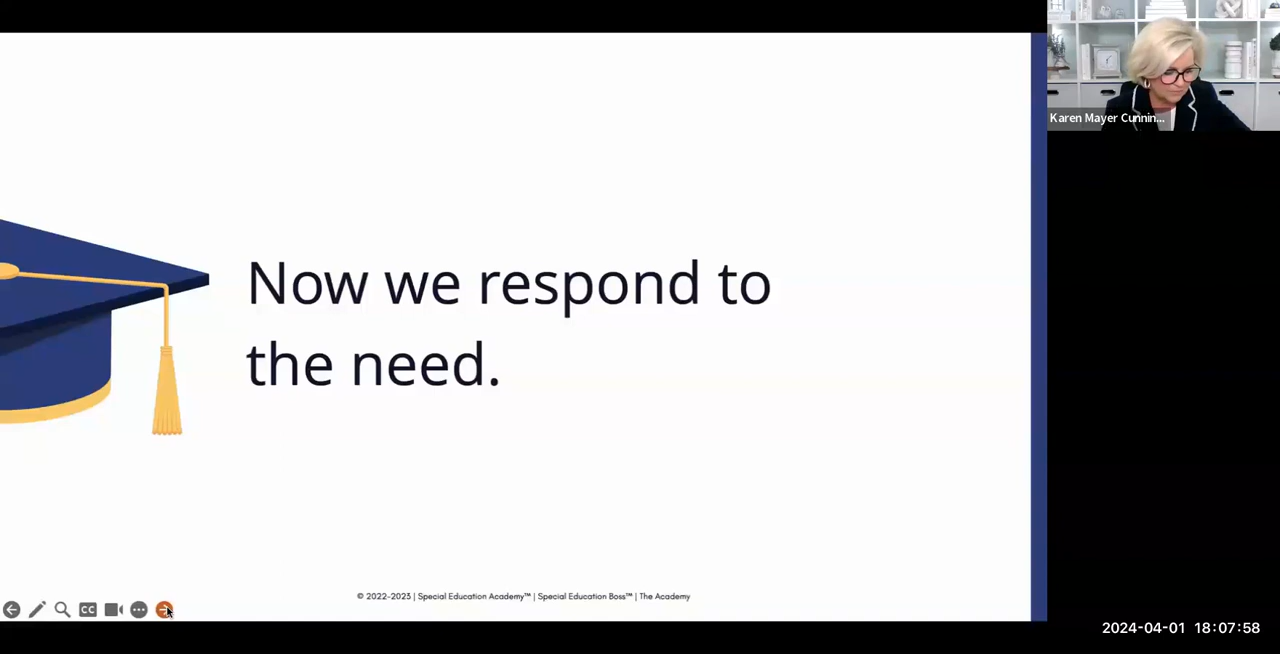 Karen Mayer Cunnin...
Now we respond to
the need.
© 2022-2023 | Special Education Academy™ | Special Education Boss™ | The Academy
CC
2024-04-01 18:07:58